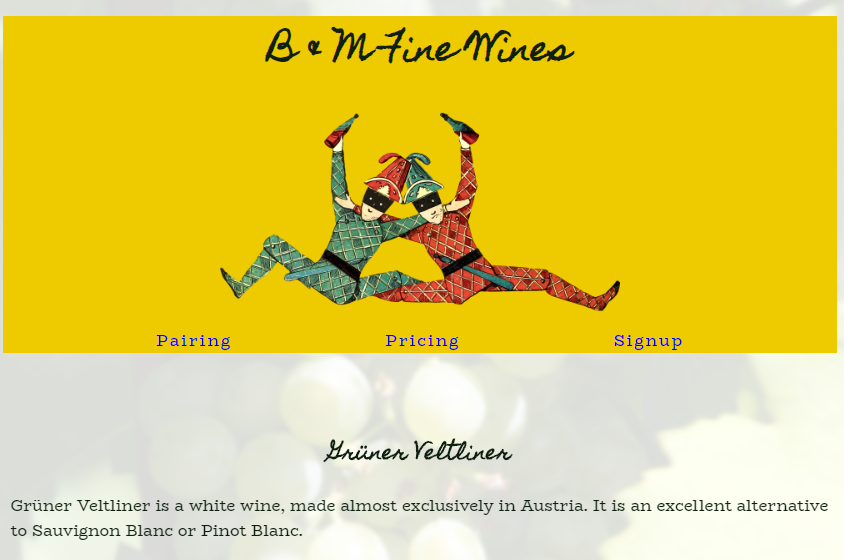 B & M Fine Wines
Pairing Pricing Signup
Grüner Veltliner
Grüner Veltliner is a white wine, made almost exclusively in Austria. It is an excellent alternative
to Sauvignon Blanc or Pinot Blanc.